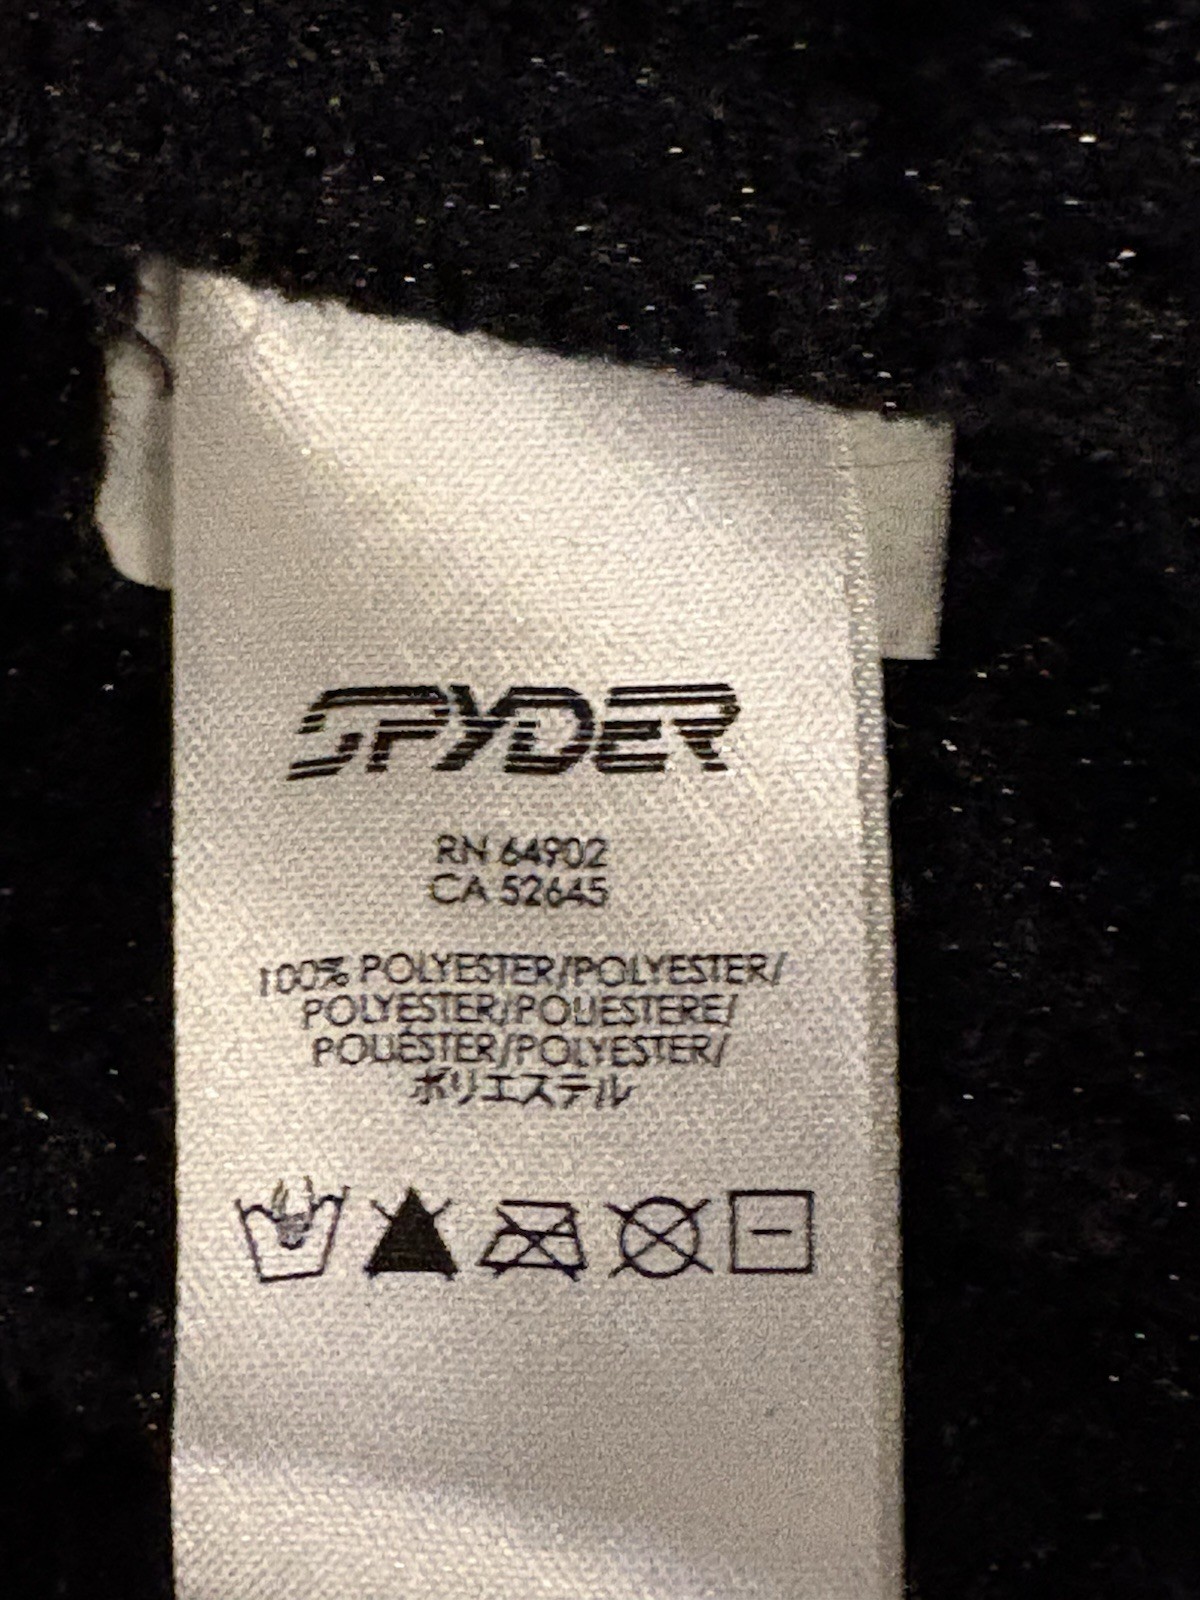 SPYDER
RN 64902
CA 52645
100% POLYESTER/POLYESTER/
POLYESTER/POLIESTERE/
POLIÉSTER/POLYESTER/
ポリエステル